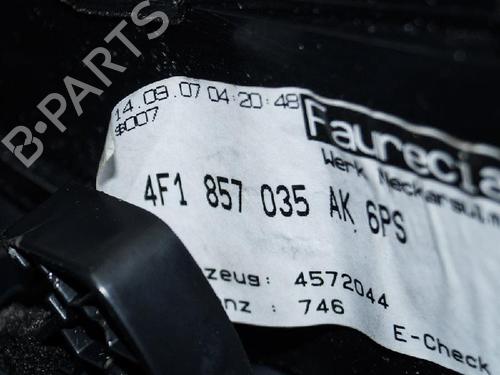 B-PARTS
14.09.07 04:20:48
$007
Faurecia
Werk Neckarsulm
4F1 857 035 AK 6PS
zeug: 4572044
nz : 746
E-Check